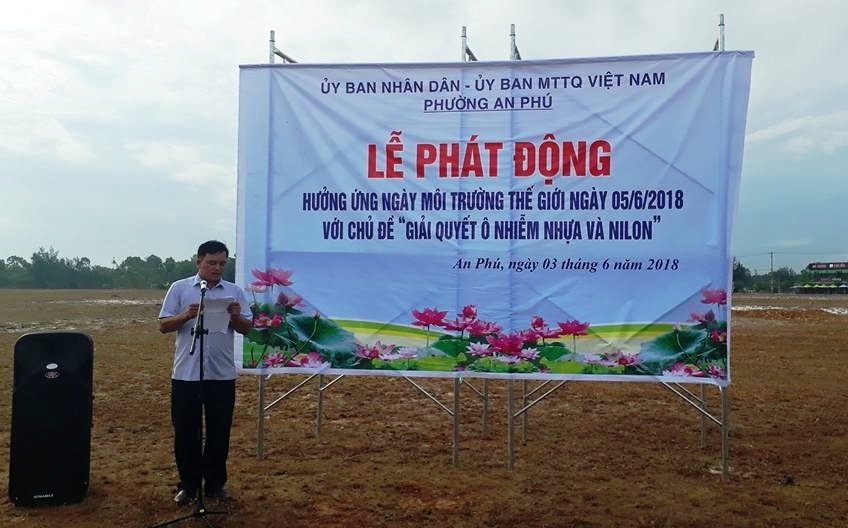 ỦY BAN NHÂN DÂN - ỦY BAN MTTQ VIỆT NAM
PHƯỜNG AN PHÚ
LỄ PHÁT ĐỘNG
HƯỞNG ỨNG NGÀY MÔI TRƯỜNG THẾ GIỚI NGÀY 05/6/2018
VỚI CHỦ ĐỀ “GIẢI QUYẾT Ô NHIỄM NHỰA VÀ NILON”
An Phú, ngày 03 tháng 6 năm 2018